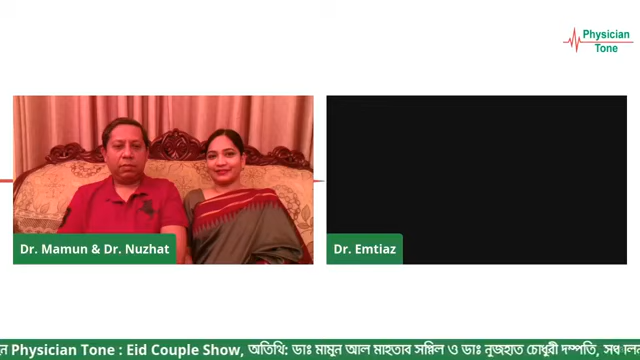 Physician
Tone
Dr. Mamun & Dr. Nuzhat
Dr. Emtiaz
Physician Tone : Eid Couple Show, অতিথি: ডাঃ মামুন আল মাহতাব স্বপ্নিল ও ডাঃ নুজহাত চৌধুরী দম্পতি,